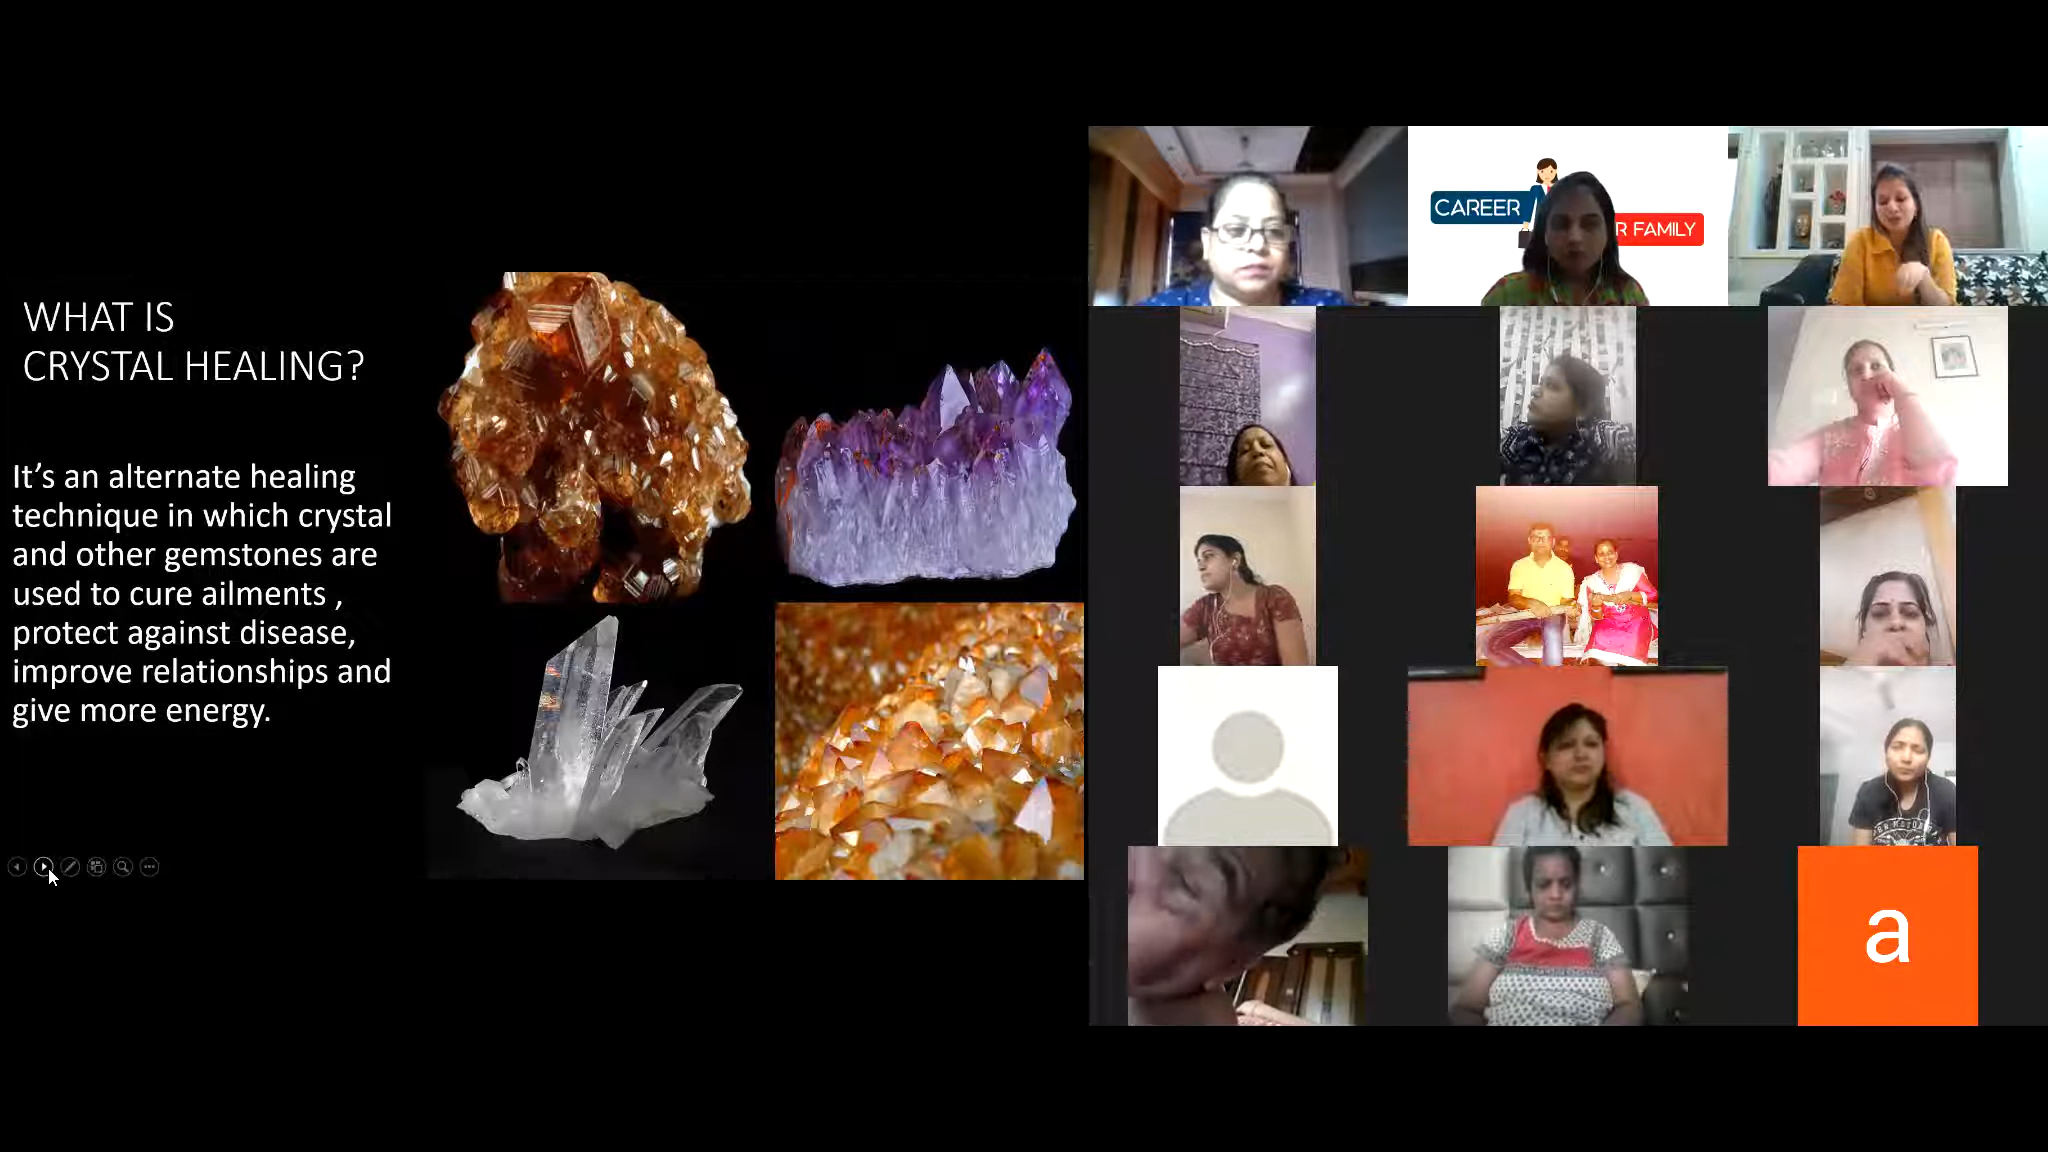 WHAT IS
CRYSTAL HEALING?
It’s an alternate healing
technique in which crystal
and other gemstones are
used to cure ailments ,
protect against disease,
improve relationships and
give more energy.
CAREER
R FAMILY
a